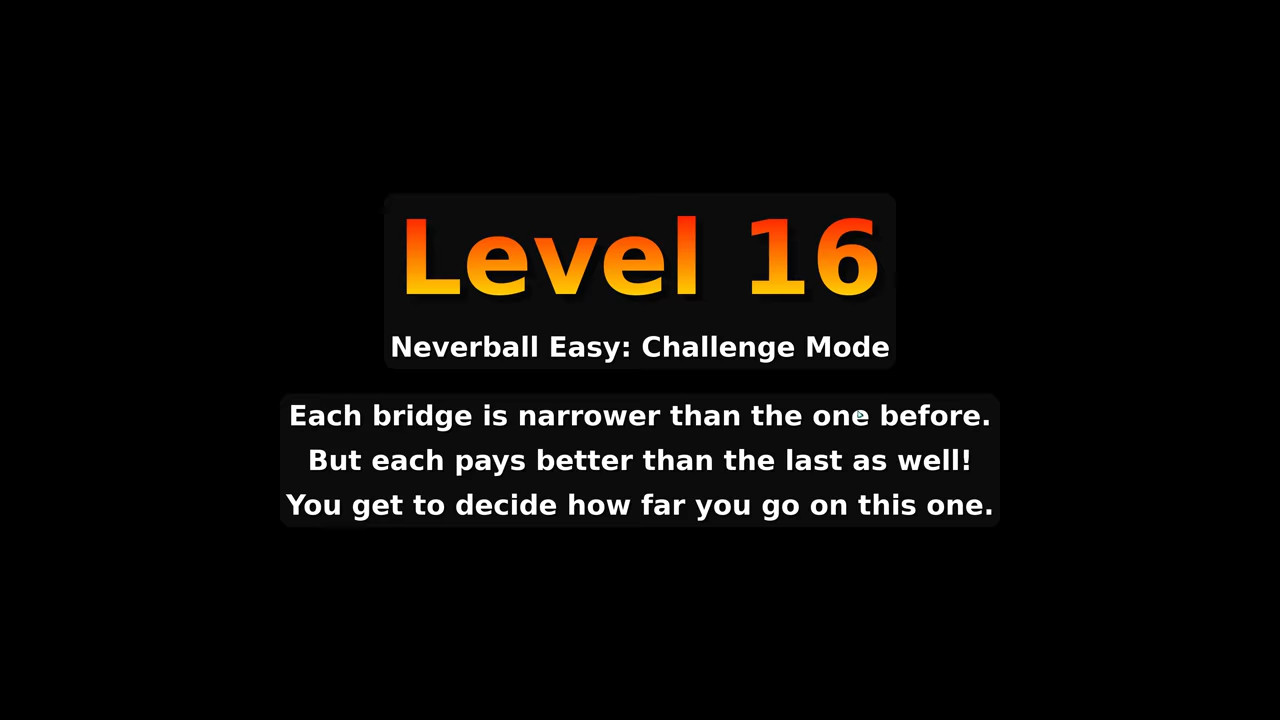 Level 16
Neverball Easy: Challenge Mode
Each bridge is narrower than the one before.
But each pays better than the last as well!
You get to decide how far you go on this one.